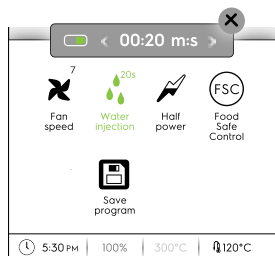 00:20 m:s
7
20s
FSC
Fan
speed
Water
injection
Half
power
Food
Safe
Control
Save
program
5:30 PM
100%
300°C
120°C